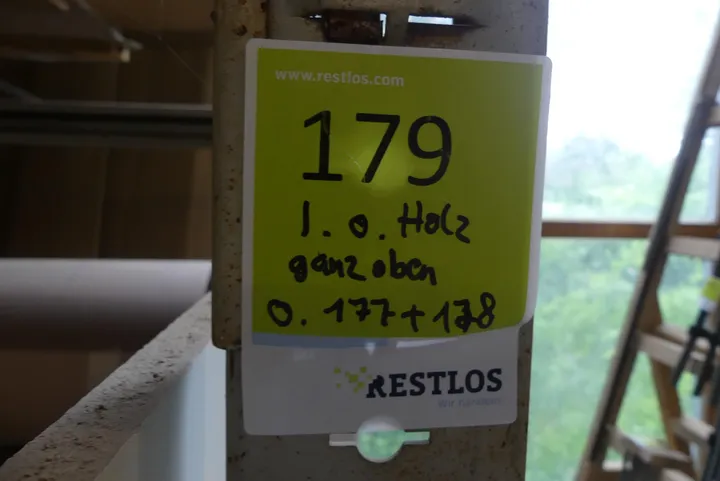 www.restlos.com
179
1. o. Holz
ganz oben
o. 177 + 178
RESTLOS